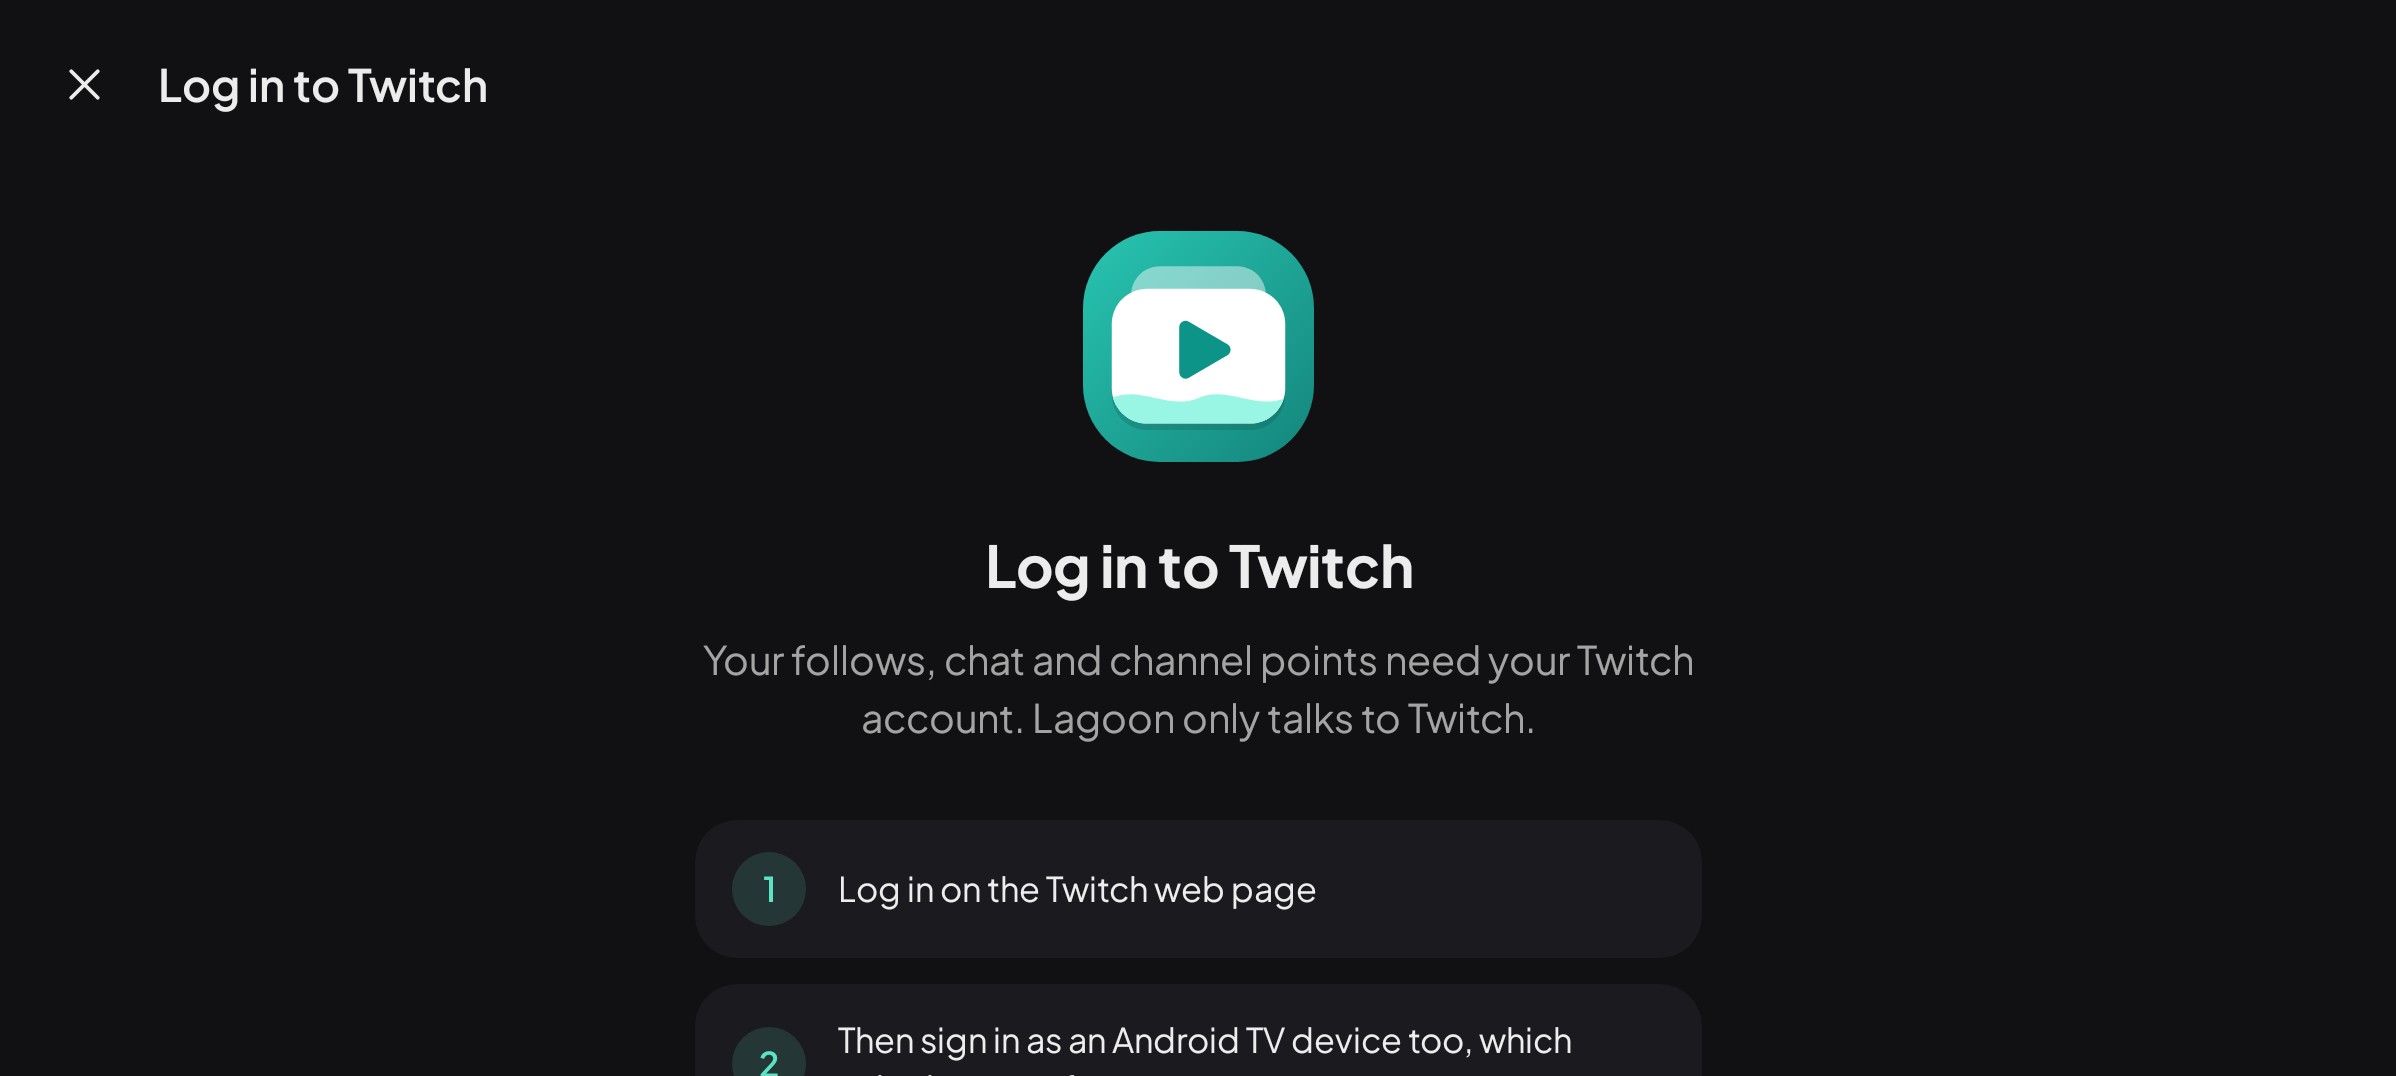 Log in to Twitch
Log in to Twitch
Your follows, chat and channel points need your Twitch
account. Lagoon only talks to Twitch.
1
Log in on the Twitch web page
2
Then sign in as an Android TV device too, which